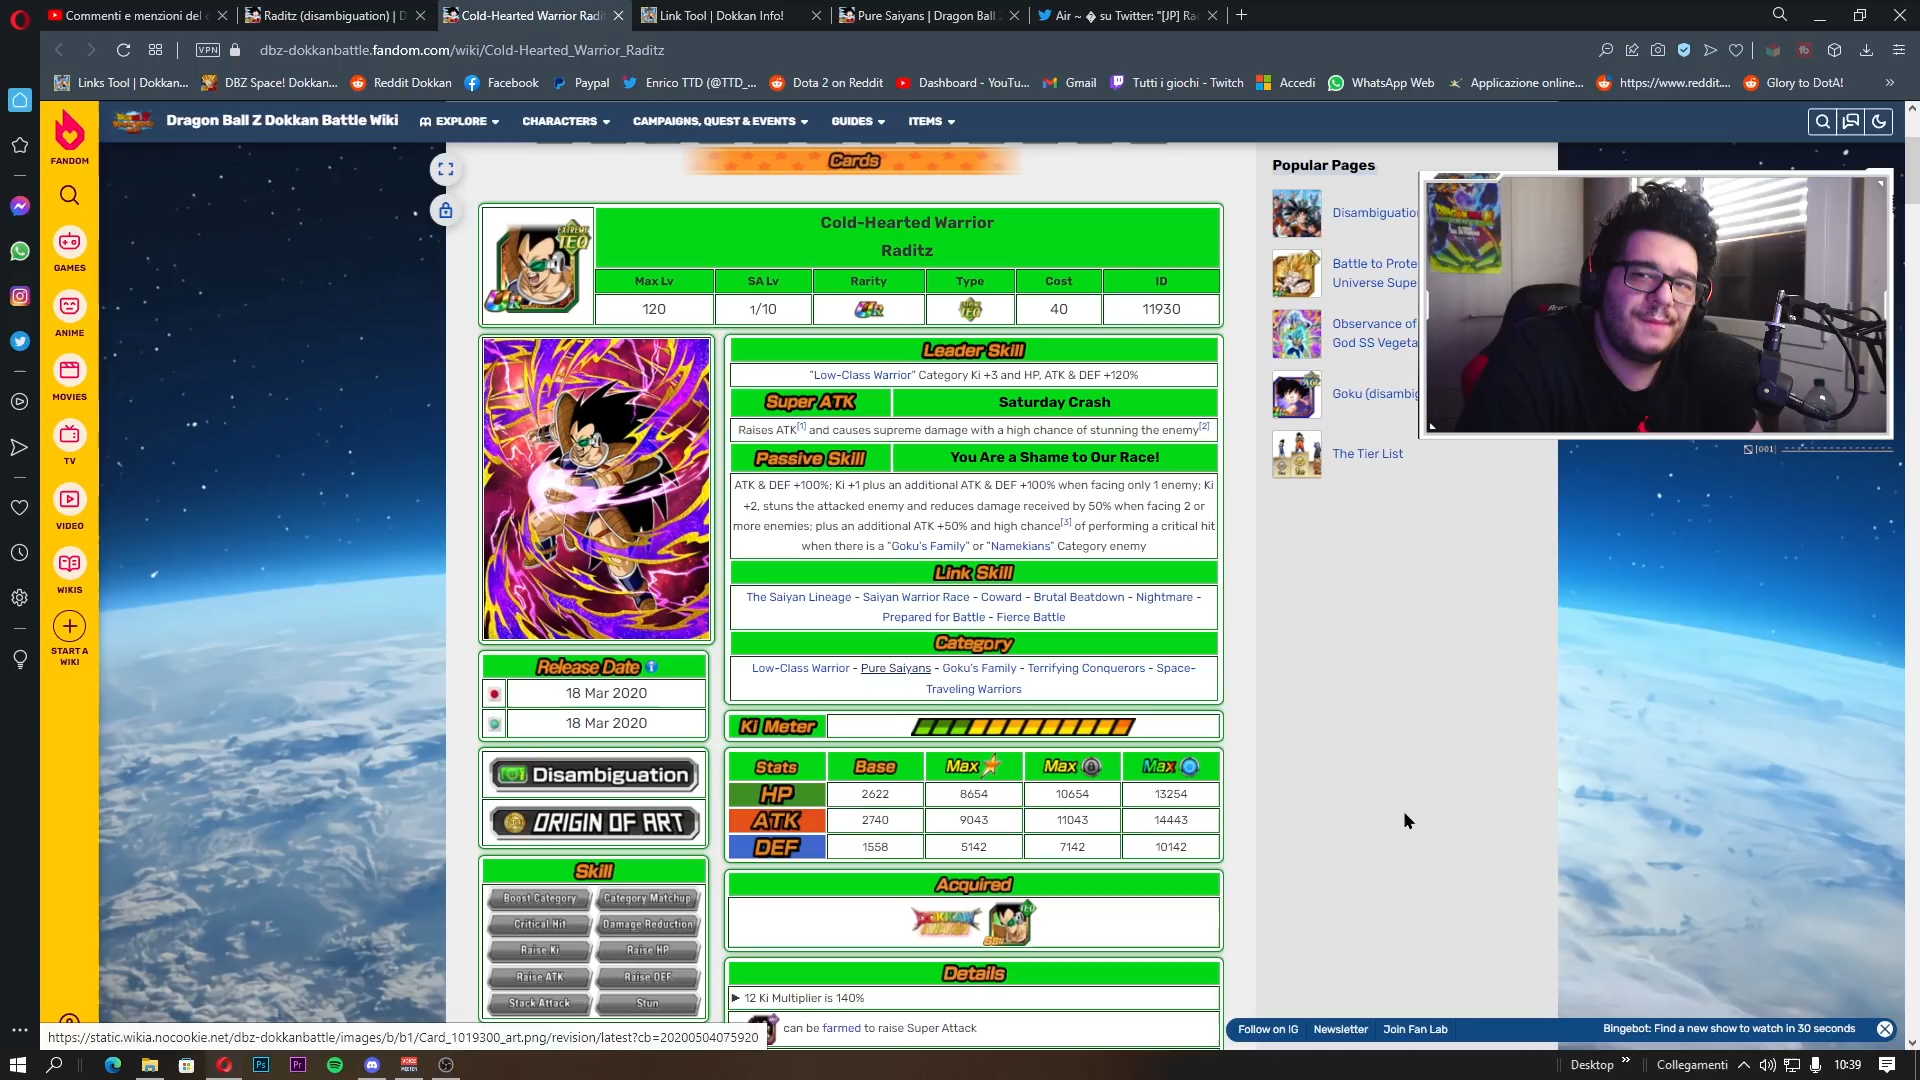 Commenti e menzioni del c
Raditz (disambiguation) | D
Cold-Hearted Warrior Radi
Link Tool | Dokkan Info!
Pure Saiyans | Dragon Ball
Air ~ � su Twitter: "[JP] Ra
VPN
dbz-dokkanbattle.fandom.com/wiki/Cold-Hearted_Warrior_Raditz
Links Tool | Dokkan...
DBZ Space! Dokkan...
Reddit Dokkan
Facebook
Paypal
Enrico TTD (@TTD_...
Dota 2 on Reddit
Dashboard - YouTu...
Gmail
Tutti i giochi - Twitch
Accedi
WhatsApp Web
Applicazione online...
https://www.reddit....
Glory to DotA!
Dragon Ball Z Dokkan Battle Wiki
EXPLORE
CHARACTERS
CAMPAIGNS, QUEST & EVENTS
GUIDES
ITEMS
FANDOM
GAMES
ANIME
MOVIES
TV
VIDEO
WIKIS
START A
WIKI
Cards
Cold-Hearted Warrior
Raditz
Max Lv
SA Lv
Rarity
Type
Cost
ID
120
1/10
UR
40
11930
EXTREME
TEQ
Leader Skill
"Low-Class Warrior" Category Ki +3 and HP, ATK & DEF +120%
Super ATK
Saturday Crash
Raises ATK[1] and causes supreme damage with a high chance of stunning the enemy[2]
Passive Skill
You Are a Shame to Our Race!
ATK & DEF +100%; Ki +1 plus an additional ATK & DEF +100% when facing only 1 enemy; Ki
+2, stuns the attacked enemy and reduces damage received by 50% when facing 2 or
more enemies; plus an additional ATK +50% and high chance[3] of performing a critical hit
when there is a "Goku's Family" or "Namekians" Category enemy
Link Skill
The Saiyan Lineage - Saiyan Warrior Race - Coward - Brutal Beatdown - Nightmare -
Prepared for Battle - Fierce Battle
Category
Low-Class Warrior - Pure Saiyans - Goku's Family - Terrifying Conquerors - Space-
Traveling Warriors
Release Date
18 Mar 2020
18 Mar 2020
Ki Meter
Disambiguation
ORIGIN OF ART
Stats
Base
Max
Max
Max
HP
2622
8654
10654
13254
ATK
2740
9043
11043
14443
DEF
1558
5142
7142
10142
Skill
Boost Category
Category Matchup
Critical Hit
Damage Reduction
Raise Ki
Raise HP
Raise ATK
Raise DEF
Stack Attack
Stun
Acquired
DOKKAN
AWAKEN
SSR
TEQ
Details
► 12 Ki Multiplier is 140%
can be farmed to raise Super Attack
Popular Pages
Disambiguatio
Battle to Prote
Universe Supe
Observance of
God SS Vegeta
Goku (disambig
The Tier List
[001]
https://static.wikia.nocookie.net/dbz-dokkanbattle/images/b/b1/Card_1019300_art.png/revision/latest?cb=20200504075920
Follow on IG
Newsletter
Join Fan Lab
Bingebot: Find a new show to watch in 30 seconds
Desktop
Collegamenti
10:39